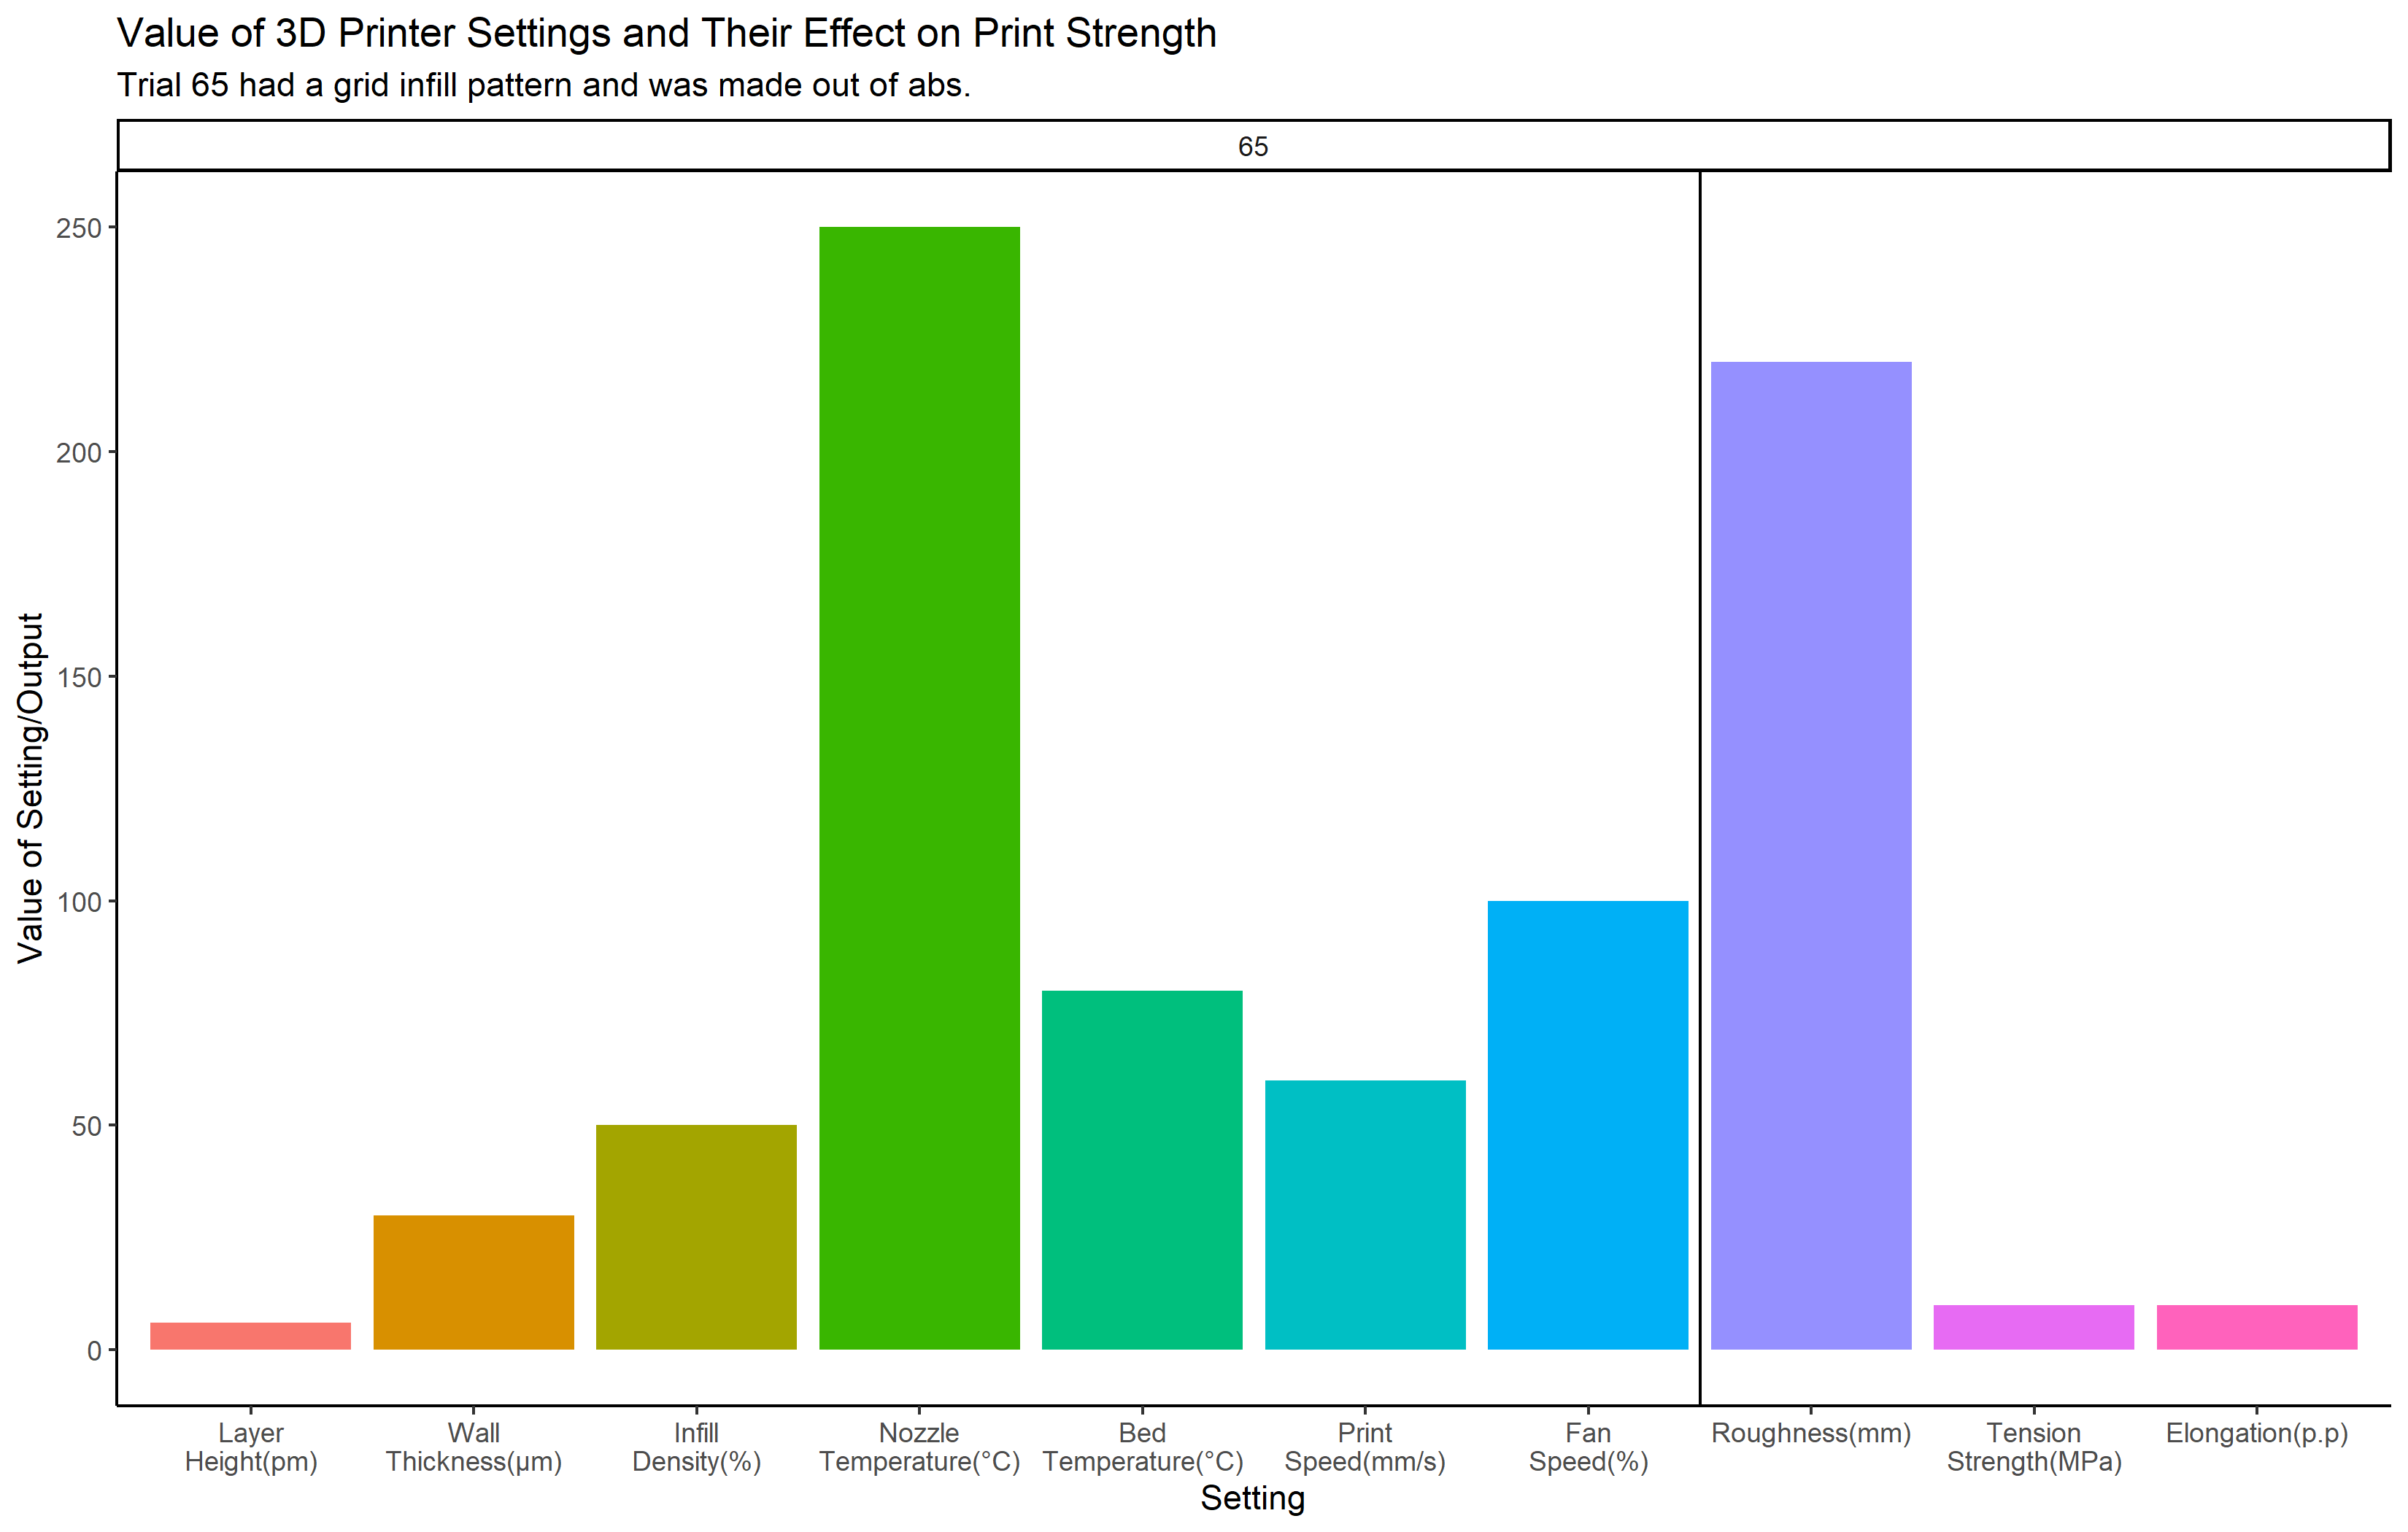 Value of 3D Printer Settings and Their Effect on Print Strength
Trial 65 had a grid infill pattern and was made out of abs.
65
Value of Setting/Output
250
200
150
100
50
0
Layer
Height(pm)
Wall
Thickness(µm)
Infill
Density(%)
Nozzle
Temperature(°C)
Bed
Temperature(°C)
Print
Speed(mm/s)
Fan
Speed(%)
Roughness(mm)
Tension
Strength(MPa)
Elongation(p.p)
Setting